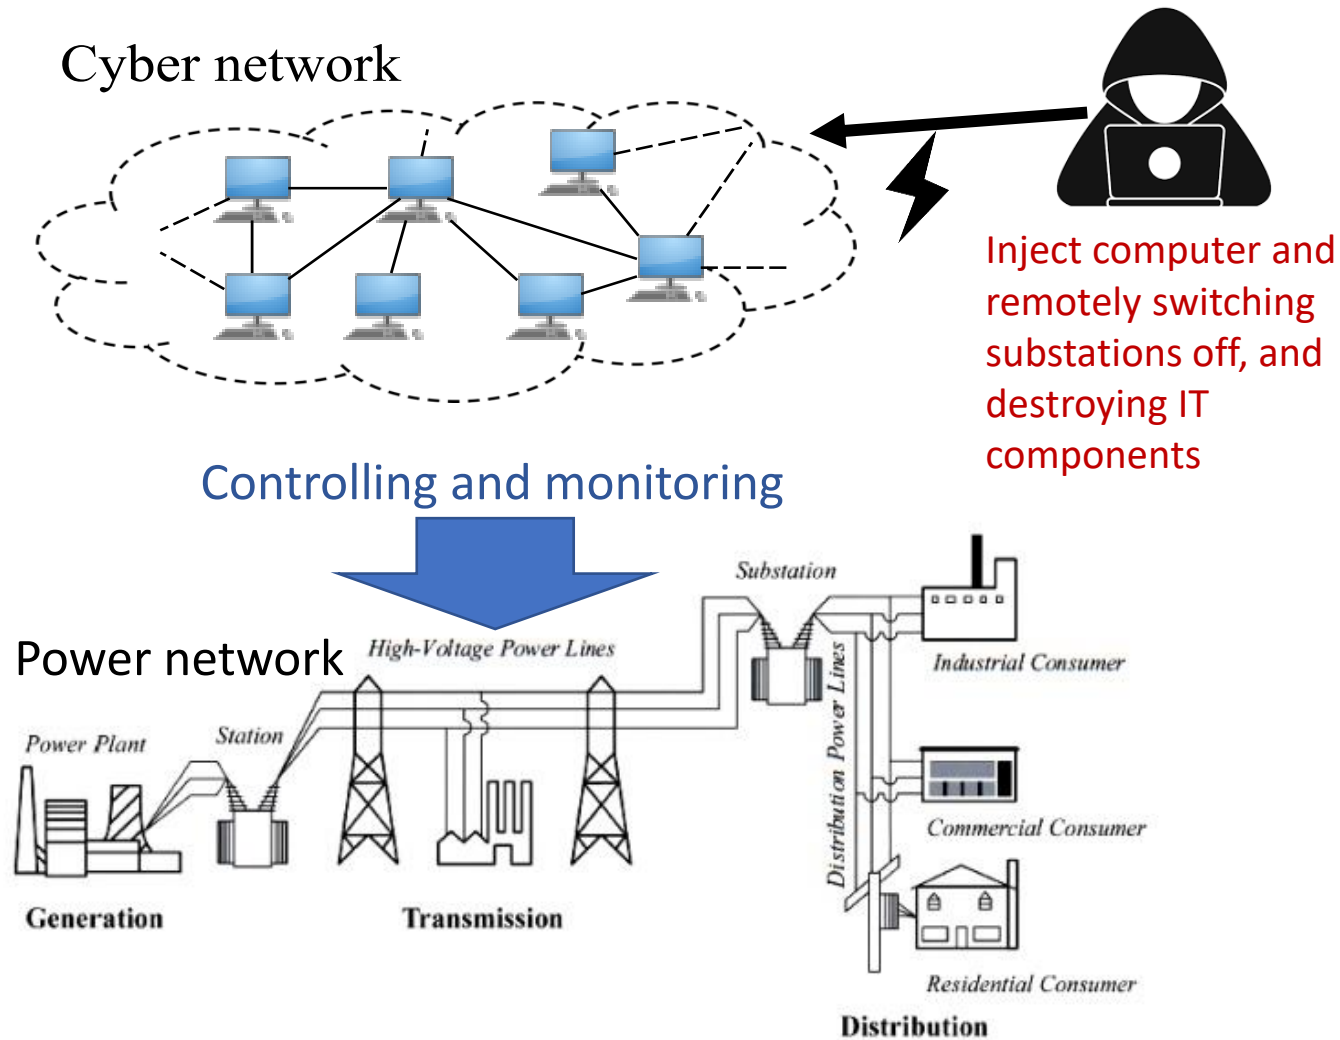 Cyber network
Inject computer and
remotely switching
substations off, and
destroying IT
components
Controlling and monitoring
Power network
High-Voltage Power Lines
Substation
Industrial Consumer
Power Plant
Station
Distribution Power Lines
Commercial Consumer
Generation
Transmission
Residential Consumer
Distribution